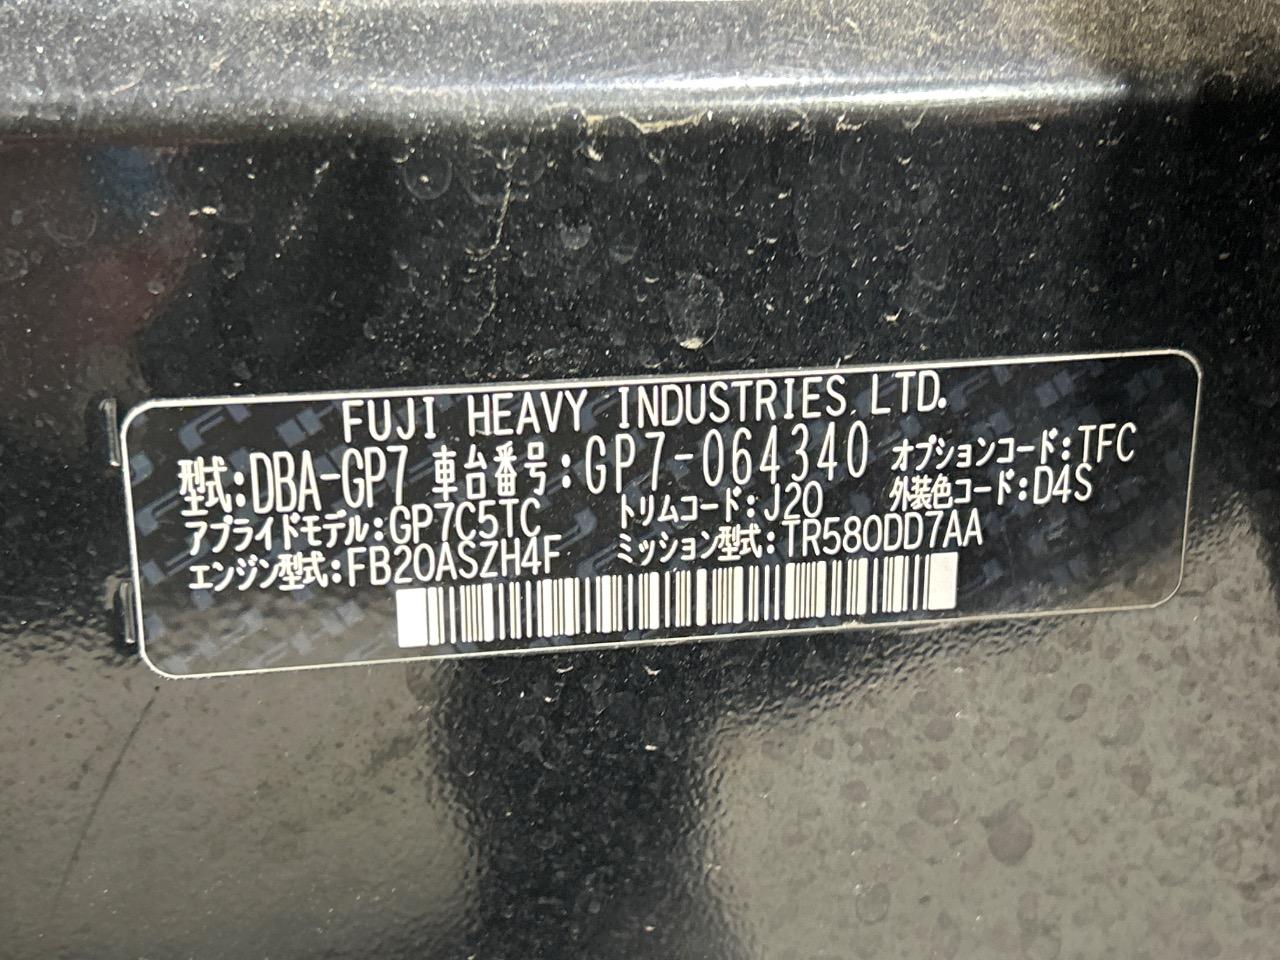 FUJI HEAVY INDUSTRIES LTD.
型式:DBA-GP7 車台番号:GP7-064340 オプションコード:TFC
アプライドモデル:GP7C5TC トリムコード:J20 外装色コード:D4S
エンジン型式:FB20ASZH4F ミッション型式:TR580DD7AA